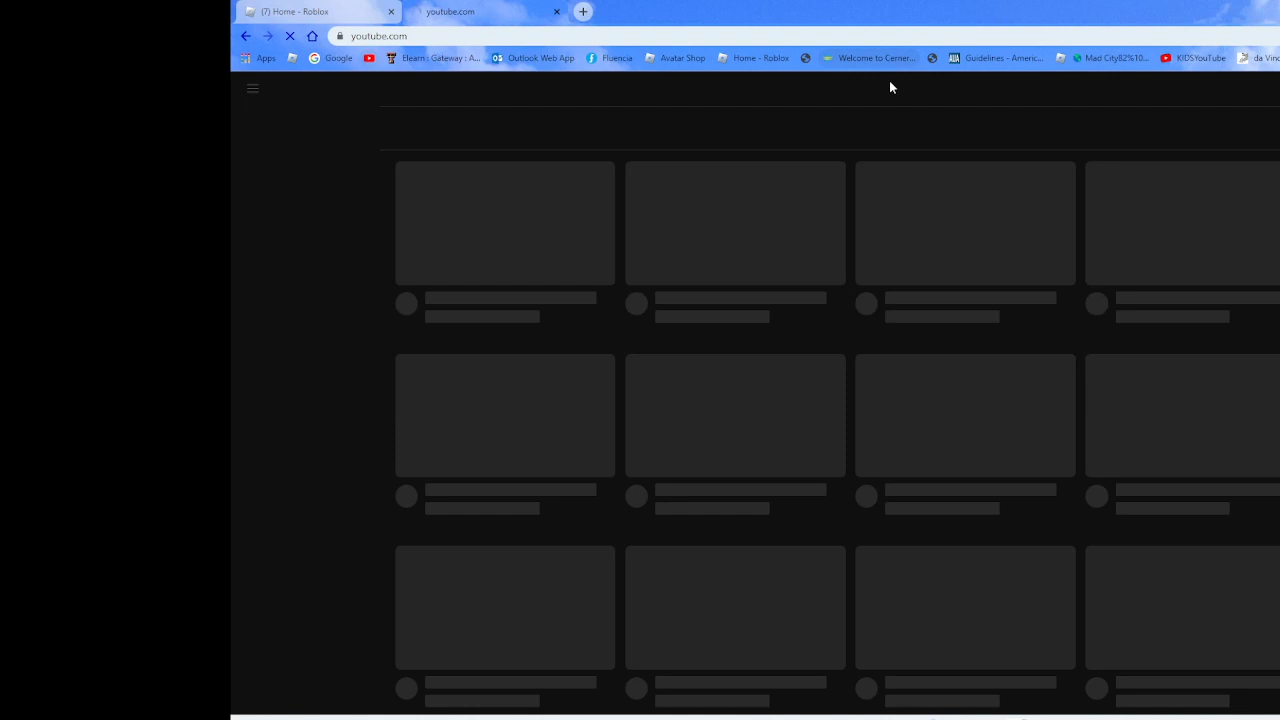 (7) Home - Roblox
youtube.com
youtube.com
Apps Google Elearn : Gateway : A... Outlook Web App Fluencia Avatar Shop Home - Roblox Welcome to Cerner... Guidelines - Americ... Mad City82%10... KIDSYouTube da Vinc